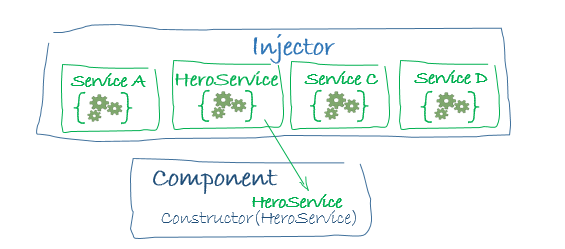 Injector
Service A
HeroService
Service C
Service D
Component
HeroService
Constructor(HeroService)